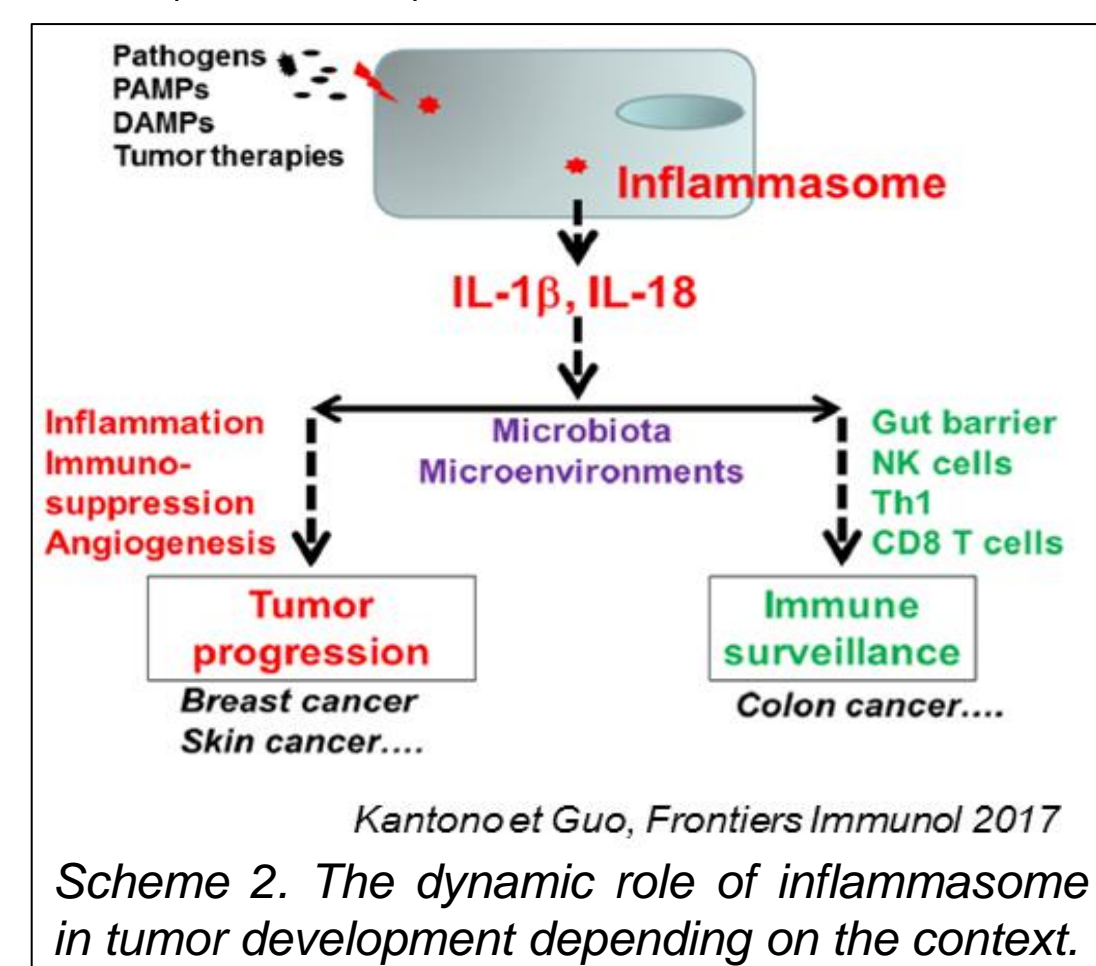 Pathogens
PAMPs
DAMPs
Tumor therapies
Inflammasome
IL-1β, IL-18
Inflammation
Immuno-
suppression
Angiogenesis
Microbiota
Microenvironments
Gut barrier
NK cells
Th1
CD8 T cells
Tumor
progression
Breast cancer
Skin cancer....
Immune
surveillance
Colon cancer....
Kantono et Guo, Frontiers Immunol 2017
Scheme 2. The dynamic role of inflammasome
in tumor development depending on the context.